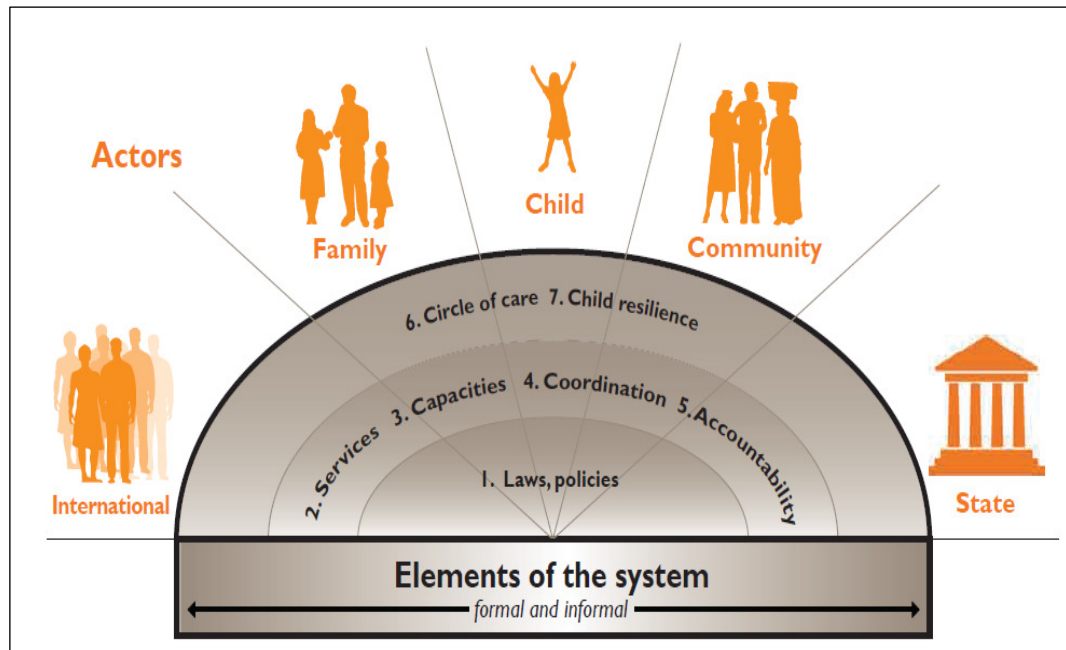 Actors
Family
Child
Community
International
State
6. Circle of care
7. Child resilience
2. Services
3. Capacities
4. Coordination
5. Accountability
1. Laws, policies
Elements of the system
formal and informal